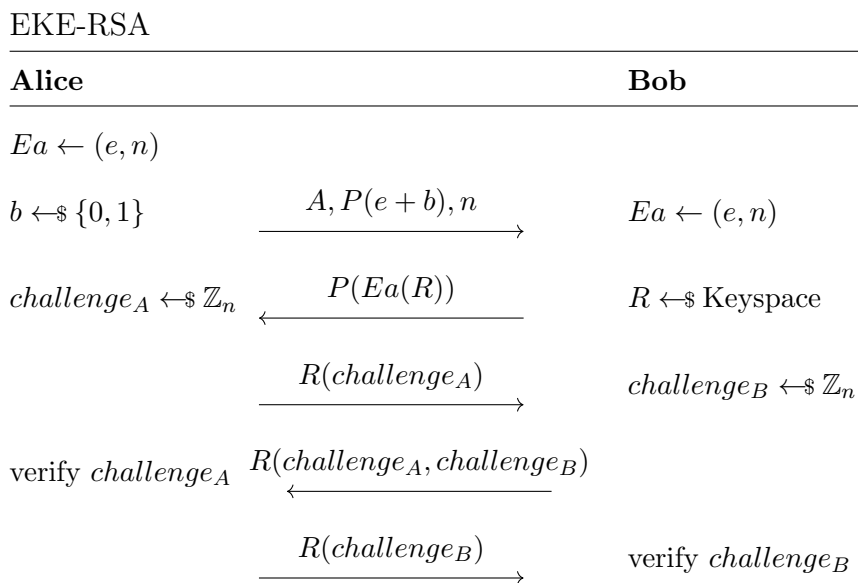 EKE-RSA
Alice Bob
Ea ← (e, n)
b ←$ {0, 1} A, P(e + b), n Ea ← (e, n)
challenge_A ←$ ℤ_n P(Ea(R)) R ←$ Keyspace
R(challenge_A) challenge_B ←$ ℤ_n
verify challenge_A R(challenge_A, challenge_B)
R(challenge_B) verify challenge_B